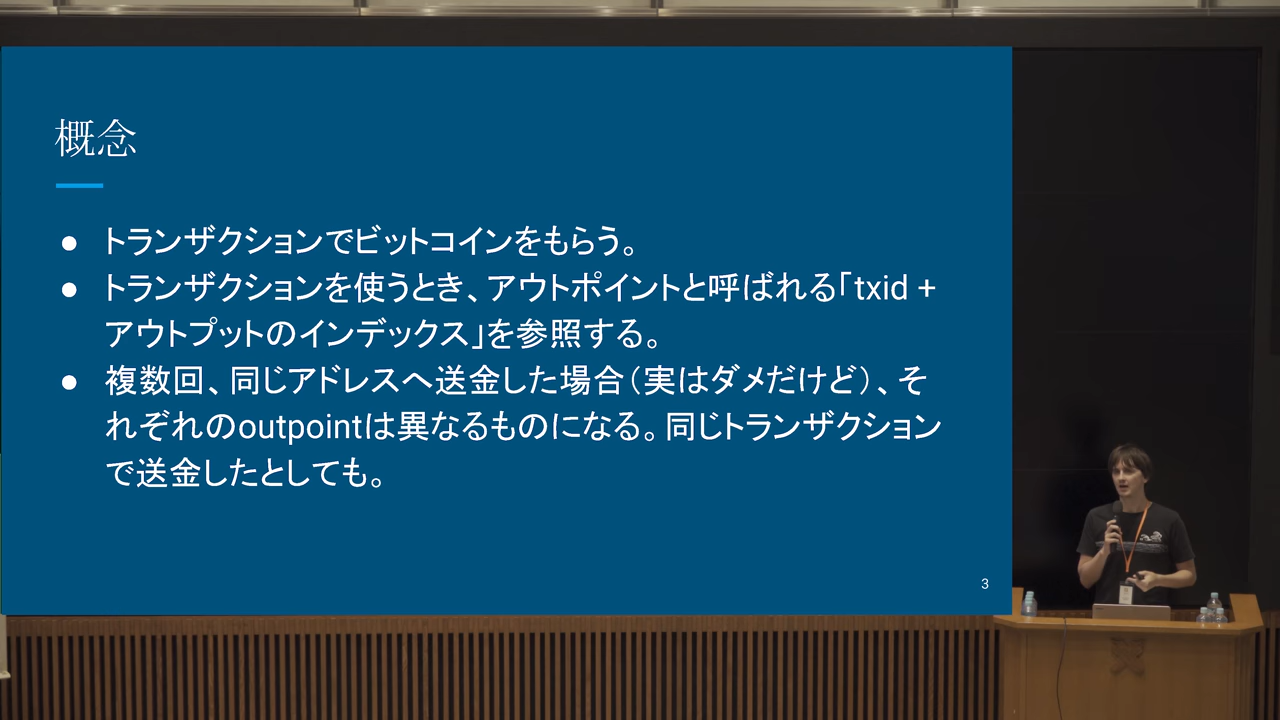 概念
● トランザクションでビットコインをもらう。
● トランザクションを使うとき、アウトポイントと呼ばれる「txid +
アウトプットのインデックス」を参照する。
● 複数回、同じアドレスへ送金した場合（実はダメだけど）、そ
れぞれのoutpointは異なるものになる。同じトランザクション
で送金したとしても。
3